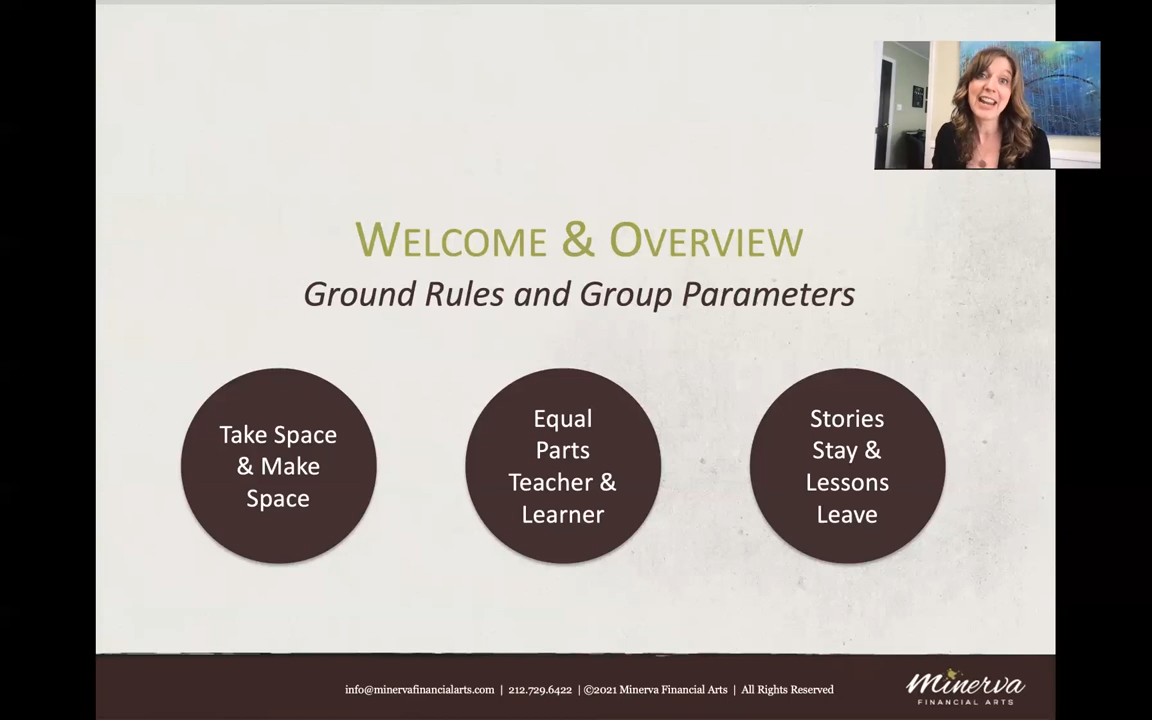 WELCOME & OVERVIEW
Ground Rules and Group Parameters
Take Space
& Make
Space
Equal
Parts
Teacher &
Learner
Stories
Stay &
Lessons
Leave
info@minervafinancialarts.com | 212.729.6422 | ©2021 Minerva Financial Arts | All Rights Reserved
Minerva
FINANCIAL ARTS